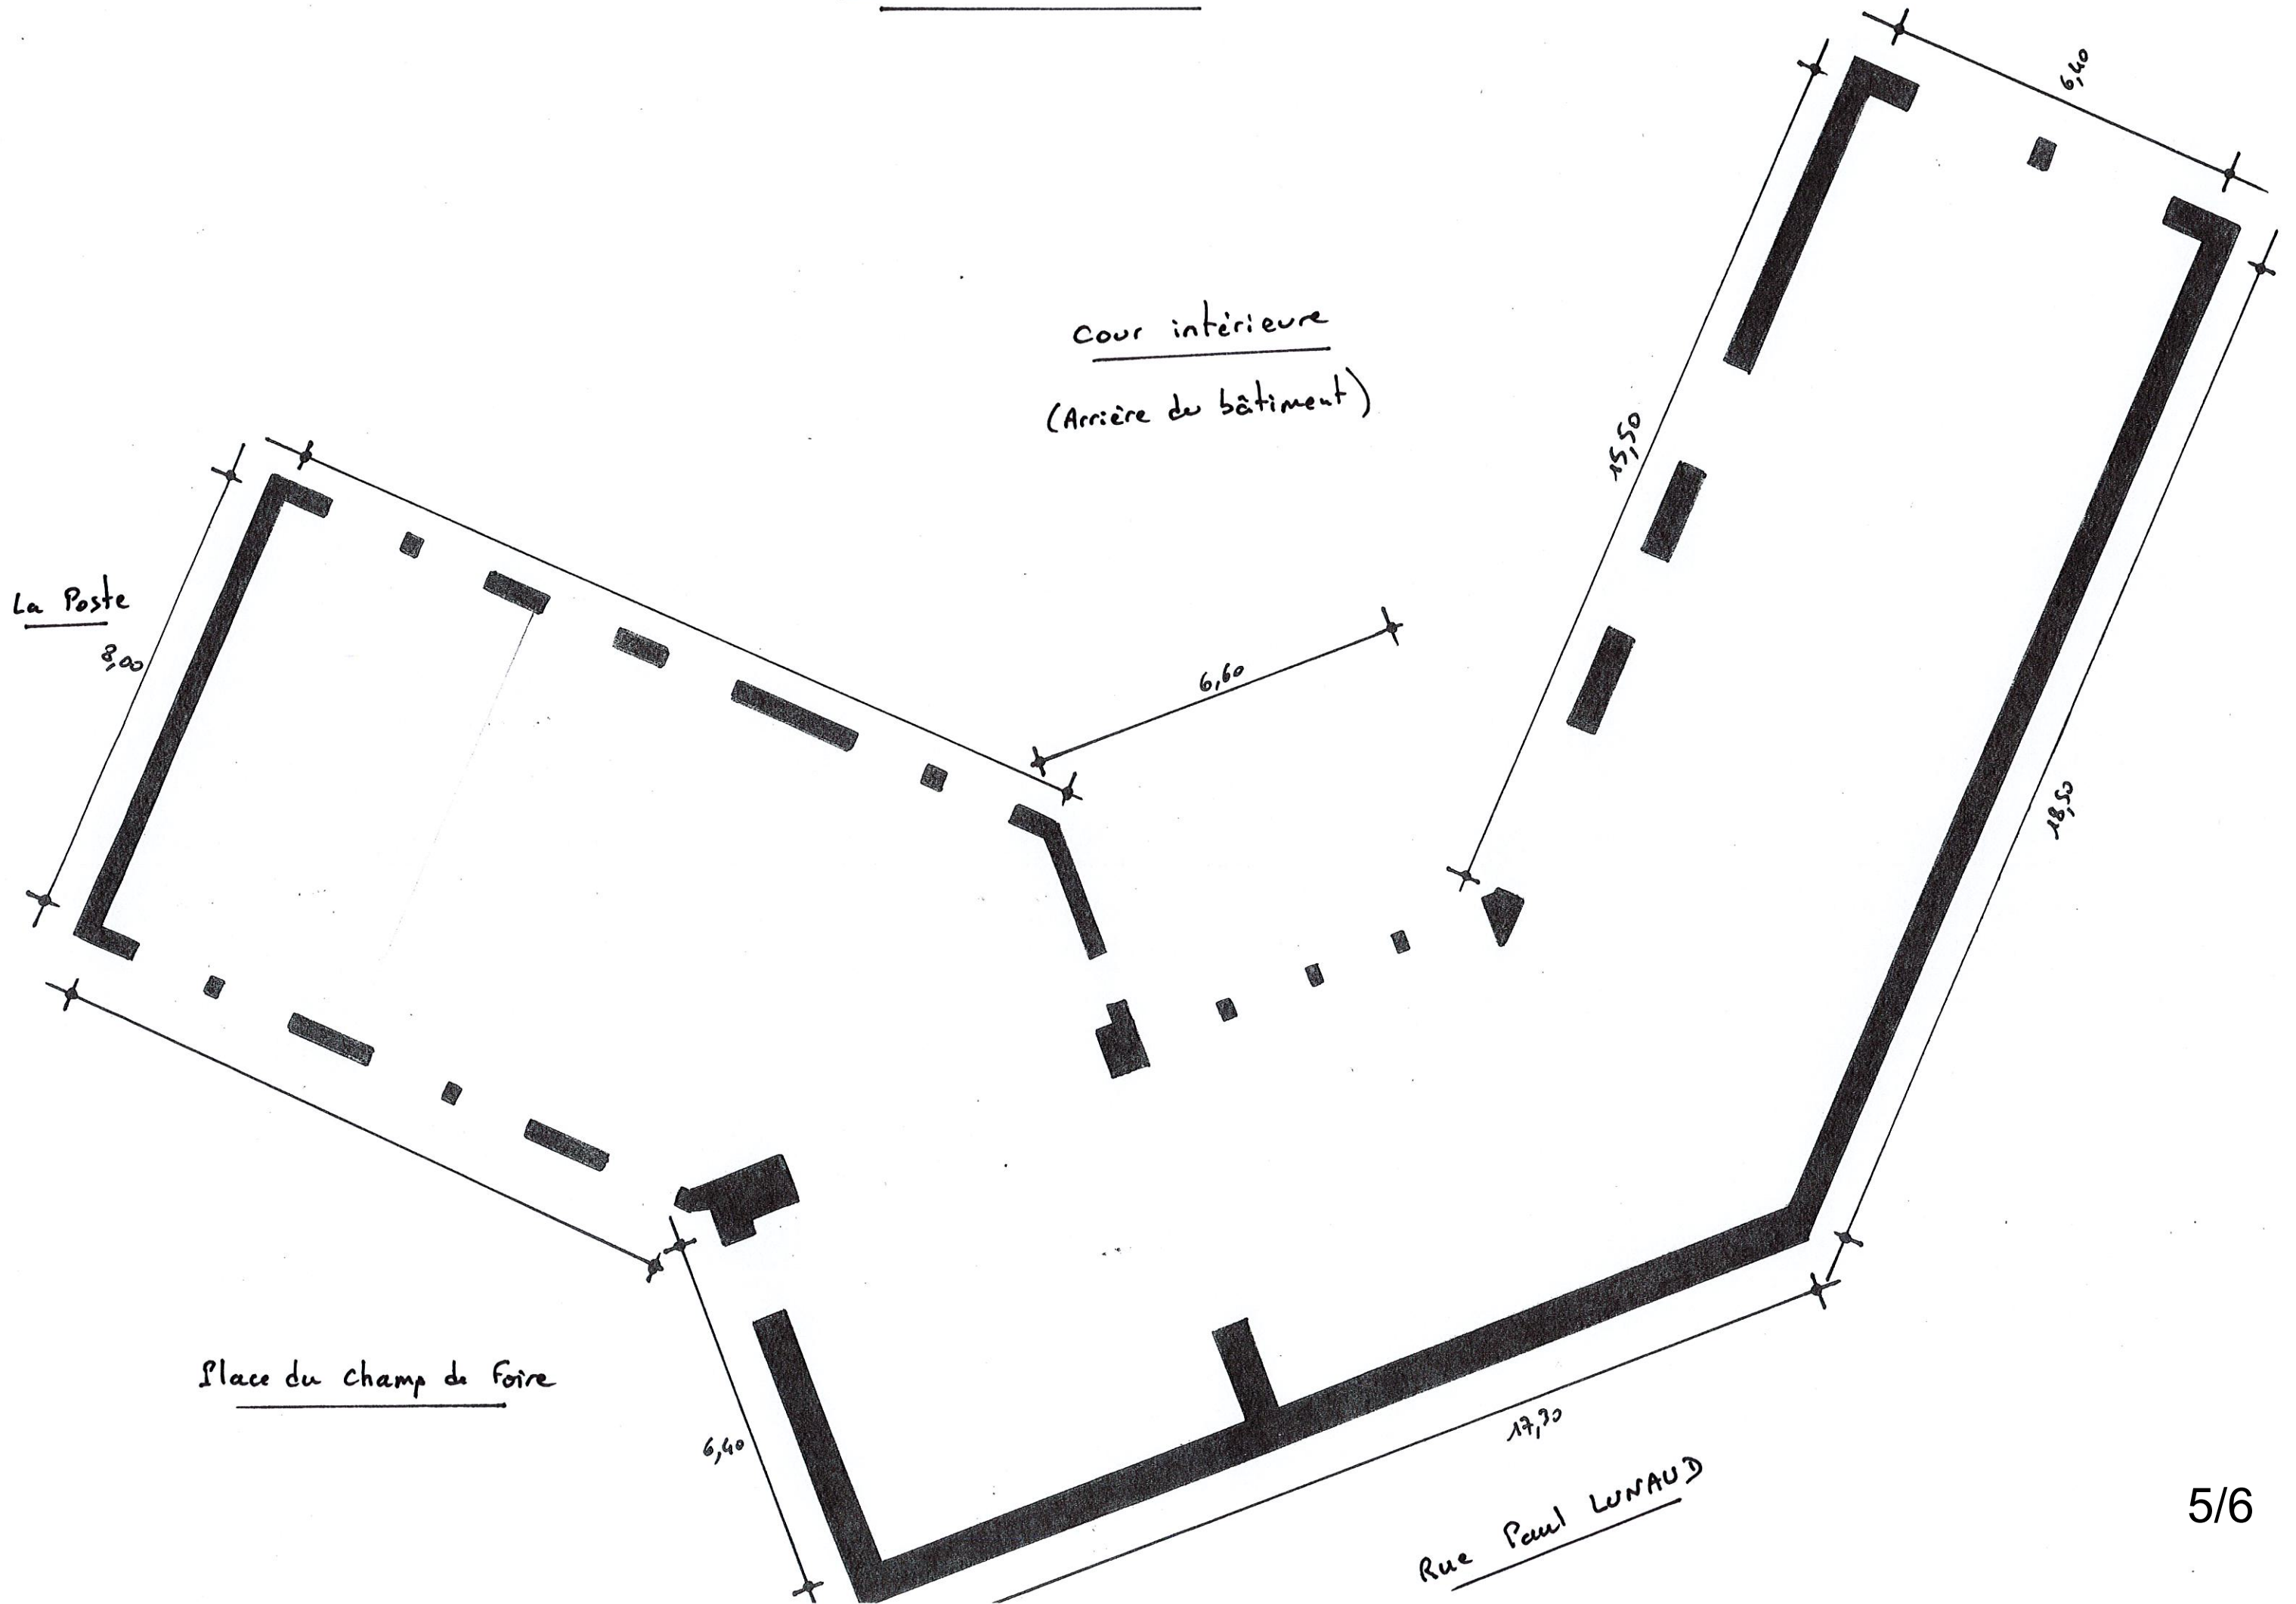 6,40
Cour intérieure
(Arrière du bâtiment)
15,50
La Poste
8,00
6,60
18,50
Place du Champ de Foire
6,40
17,30
Rue Paul LUNAUD
5/6